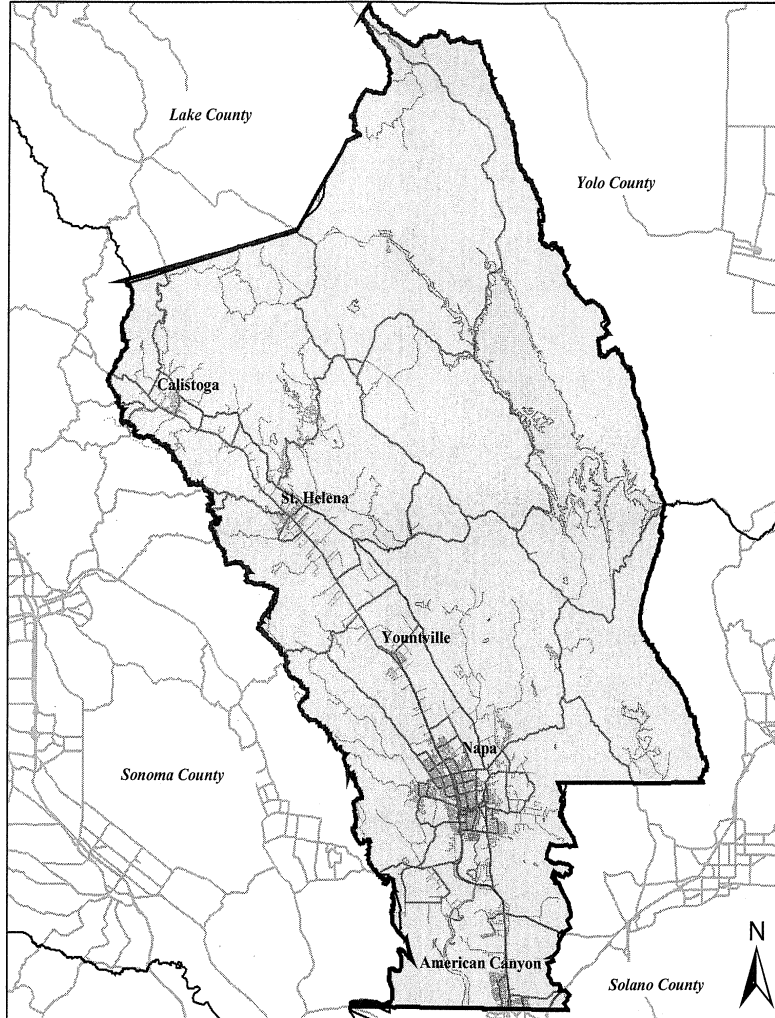 Lake County
Yolo County
Calistoga
St. Helena
Yountville
Napa
Sonoma County
American Canyon
N
Solano County